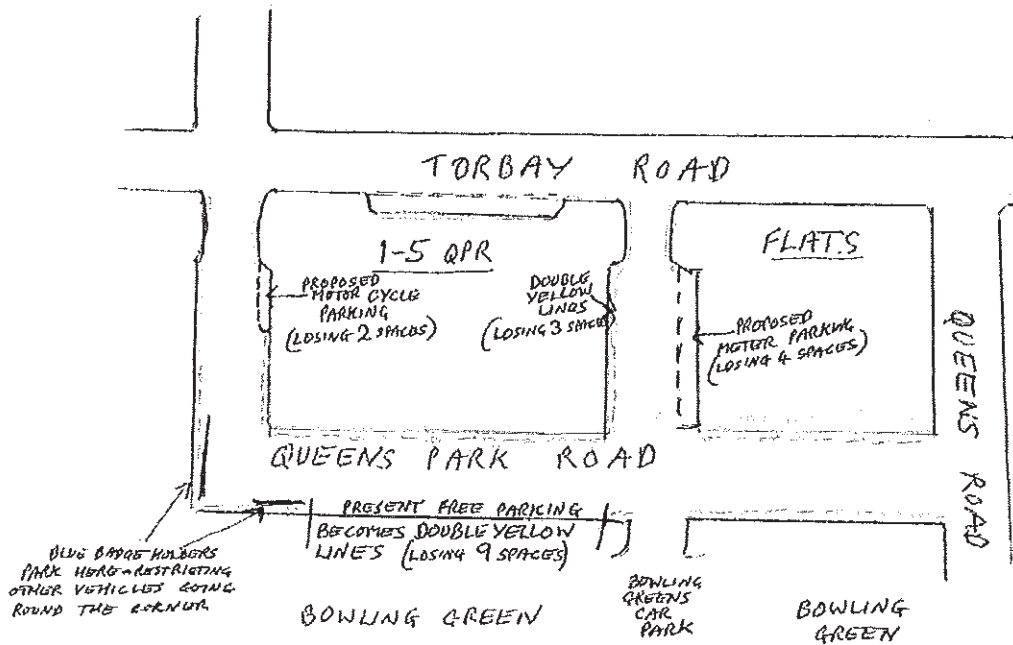 TORBAY ROAD
1-5 QPR
FLATS
PROPOSED
MOTOR CYCLE
PARKING
(LOSING 2 SPACES)
DOUBLE
YELLOW
LINES
(LOSING 3 SPACES)
PROPOSED
METER PARKING
(LOSING 4 SPACES)
QUEENS ROAD
QUEENS PARK ROAD
PRESENT FREE PARKING
BECOMES DOUBLE YELLOW
LINES (LOSING 9 SPACES)
BLUE BADGE HOLDERS
PARK HERE - RESTRICTING
OTHER VEHICLES GOING
ROUND THE CORNER
BOWLING GREEN
BOWLING
GREENS
CAR
PARK
BOWLING
GREEN